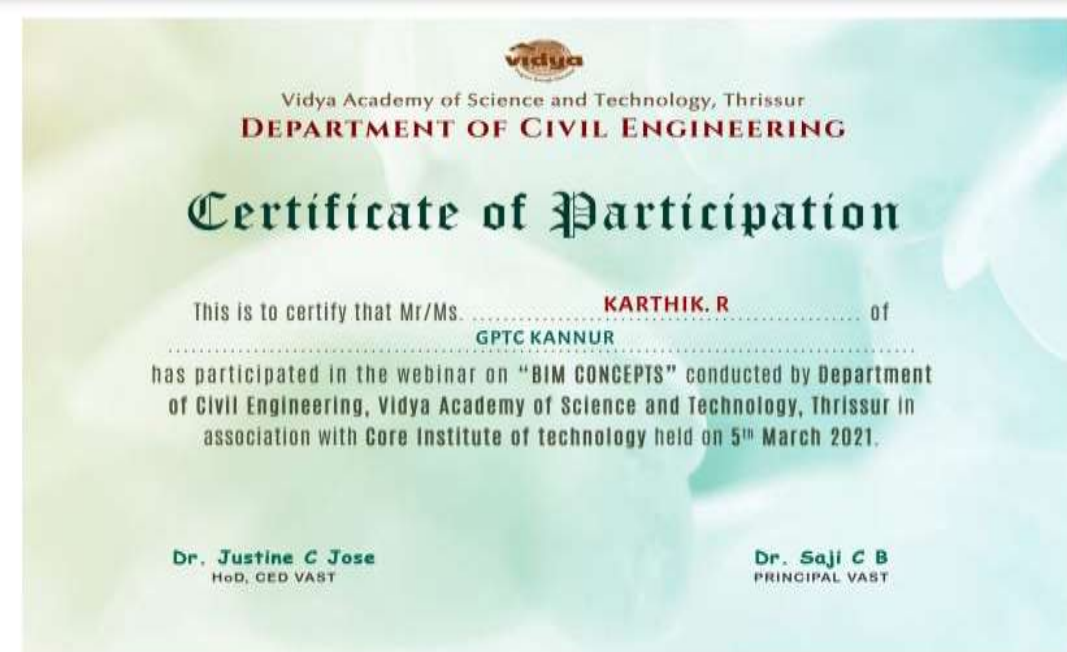 vidya
Vidya Academy of Science and Technology, Thrissur
DEPARTMENT OF CIVIL ENGINEERING
Certificate of Participation
This is to certify that Mr/Ms. ............ KARTHIK. R ............ of
GPTC KANNUR
has participated in the webinar on “BIM CONCEPTS” conducted by Department
of Civil Engineering, Vidya Academy of Science and Technology, Thrissur in
association with Core Institute of technology held on 5th March 2021.
Dr. Justine C Jose
HoD, CED VAST
Dr. Saji C B
PRINCIPAL VAST